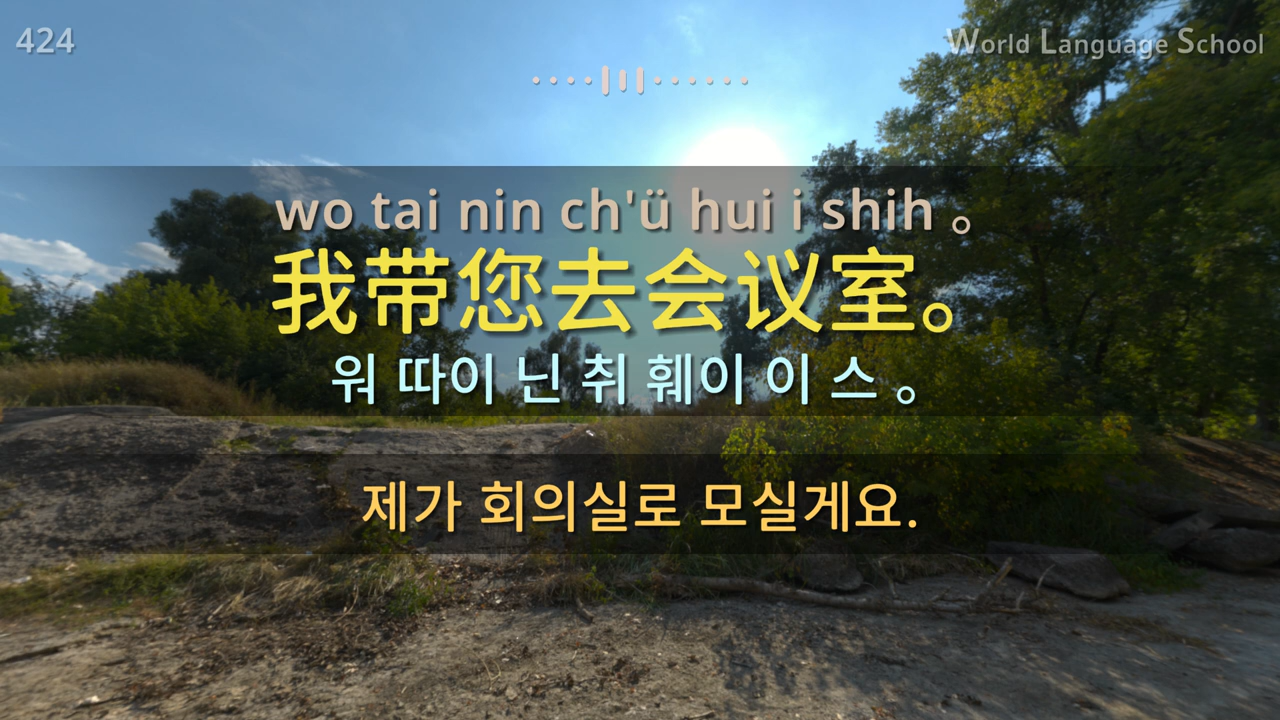 424
World Language School
wo tai nin ch'ü hui i shih 。
我带您去会议室。
워 따이 닌 취 훼이 이 스 。
제가 회의실로 모실게요.